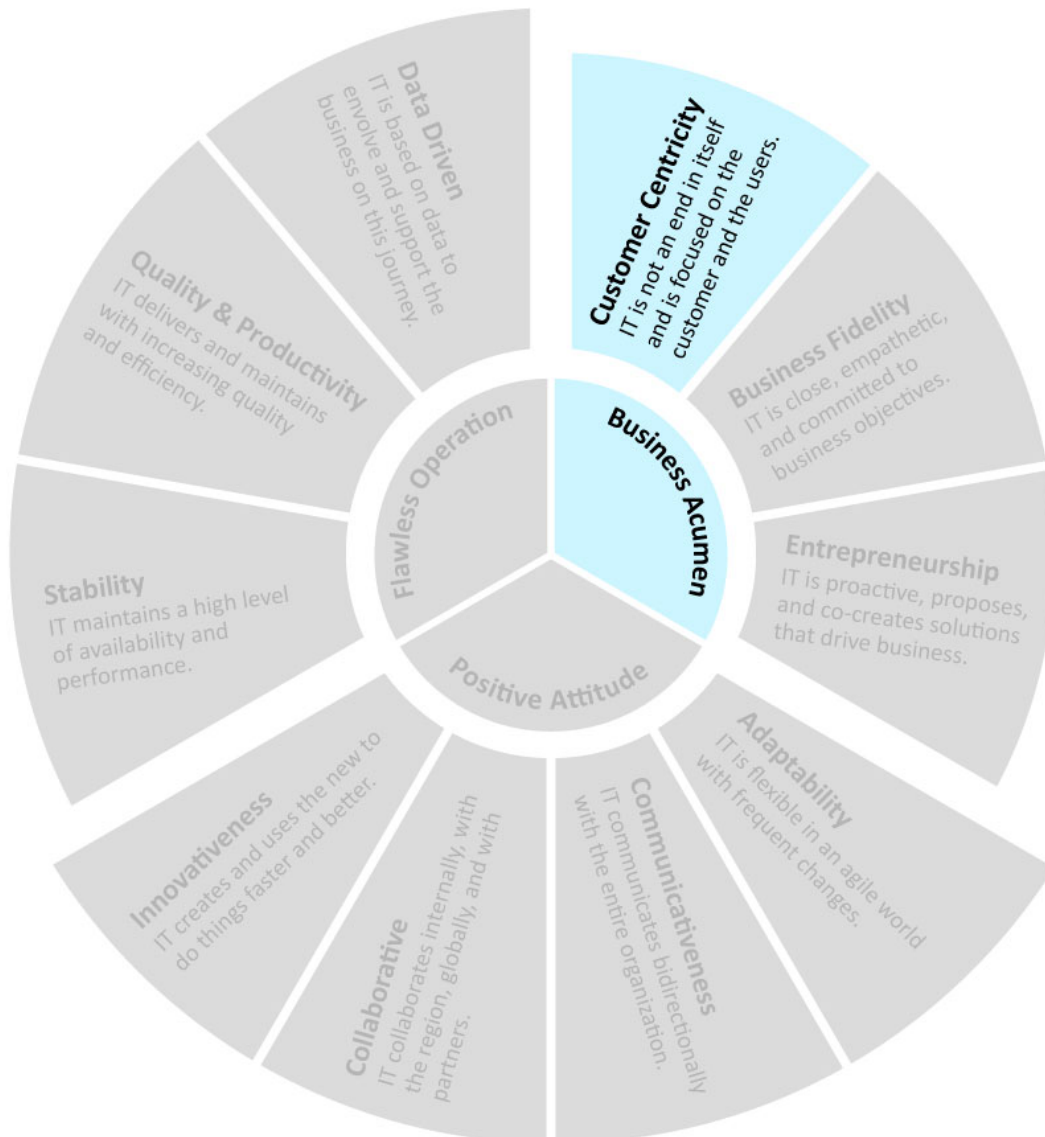 Customer Centricity
IT is not an end in itself
and is focused on the
customer and the users.
Business Fidelity
IT is close, empathetic,
and committed to
business objectives.
Entrepreneurship
IT is proactive, proposes,
and co-creates solutions
that drive business.
Adaptability
IT is flexible in an agile world
with frequent changes.
Communicativeness
IT communicates bidirectionally
with the entire organization.
Collaborative
IT collaborates internally, with
the region, globally, and with
partners.
Innovativeness
IT creates and uses the new to
do things faster and better.
Stability
IT maintains a high level
of availability and
performance.
Quality & Productivity
IT delivers and maintains
with increasing quality
and efficiency.
Data Driven
IT is based on data to
envolve and support the
business on this journey.
Business Acumen
Positive Attitude
Flawless Operation